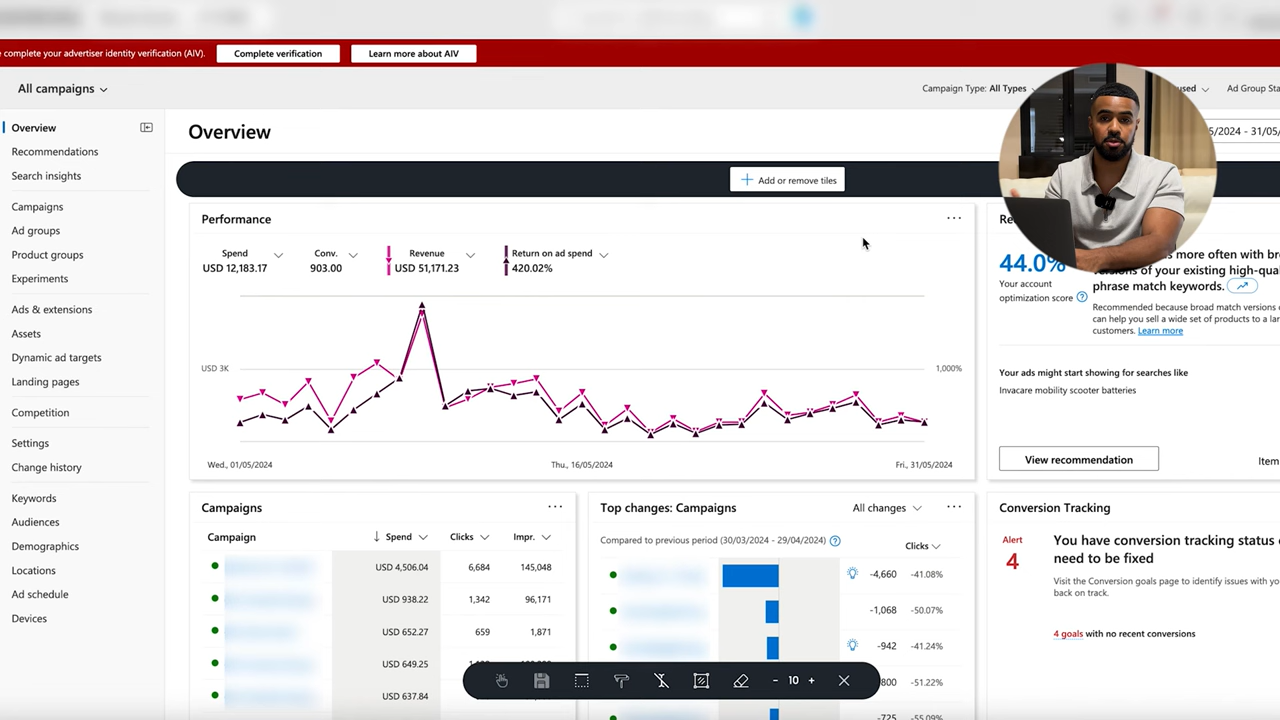 complete your advertiser identity verification (AIV).
Complete verification
Learn more about AIV
All campaigns
Campaign Type: All Types
Ad Group Sta
Overview
Recommendations
Search insights
Campaigns
Ad groups
Product groups
Experiments
Ads & extensions
Assets
Dynamic ad targets
Landing pages
Competition
Settings
Change history
Keywords
Audiences
Demographics
Locations
Ad schedule
Devices
Overview
5/2024 - 31/05/
Add or remove tiles
Performance
Spend
USD 12,183.17
Conv.
903.00
Revenue
USD 51,171.23
Return on ad spend
420.02%
USD 3K
1,000%
Wed., 01/05/2024
Thu., 16/05/2024
Fri., 31/05/2024
44.0%
Your account
optimization score
s more often with br
versions of your existing high-qua
phrase match keywords.
Recommended because broad match versions
can help you sell a wide set of products to a lar
customers. Learn more
Your ads might start showing for searches like
Invacare mobility scooter batteries
View recommendation
Item
Campaigns
Campaign Spend Clicks Impr.
USD 4,506.04 6,684 145,048
USD 938.22 1,342 96,171
USD 652.27 659 1,871
USD 649.25
USD 637.84
Top changes: Campaigns
All changes
Compared to previous period (30/03/2024 - 29/04/2024)
Clicks
-4,660 -41.08%
-1,068 -50.07%
-942 -41.24%
800 -51.22%
-725 -55.09%
Conversion Tracking
Alert
4
You have conversion tracking status
need to be fixed
Visit the Conversion goals page to identify issues with yo
back on track.
4 goals with no recent conversions
- 10 +